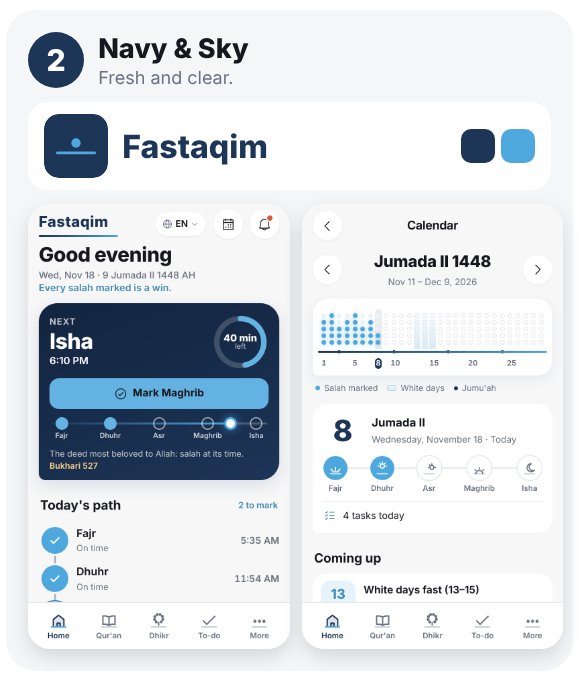 2
Navy & Sky
Fresh and clear.
Fastaqim
Fastaqim
EN
Good evening
Wed, Nov 18 · 9 Jumada II 1448 AH
Every salah marked is a win.
NEXT
Isha
6:10 PM
40 min
left
Mark Maghrib
Fajr Dhuhr Asr Maghrib Isha
The deed most beloved to Allah: salah at its time.
Bukhari 527
Today's path
2 to mark
Fajr
On time
5:35 AM
Dhuhr
On time
11:54 AM
Home Qur'an Dhikr To-do More
Calendar
Jumada II 1448
Nov 11 – Dec 9, 2026
1 5 8 10 15 20 25
Salah marked White days Jumu'ah
8
Jumada II
Wednesday, November 18 · Today
Fajr Dhuhr Asr Maghrib Isha
4 tasks today
Coming up
13
White days fast (13–15)
Home Qur'an Dhikr To-do More